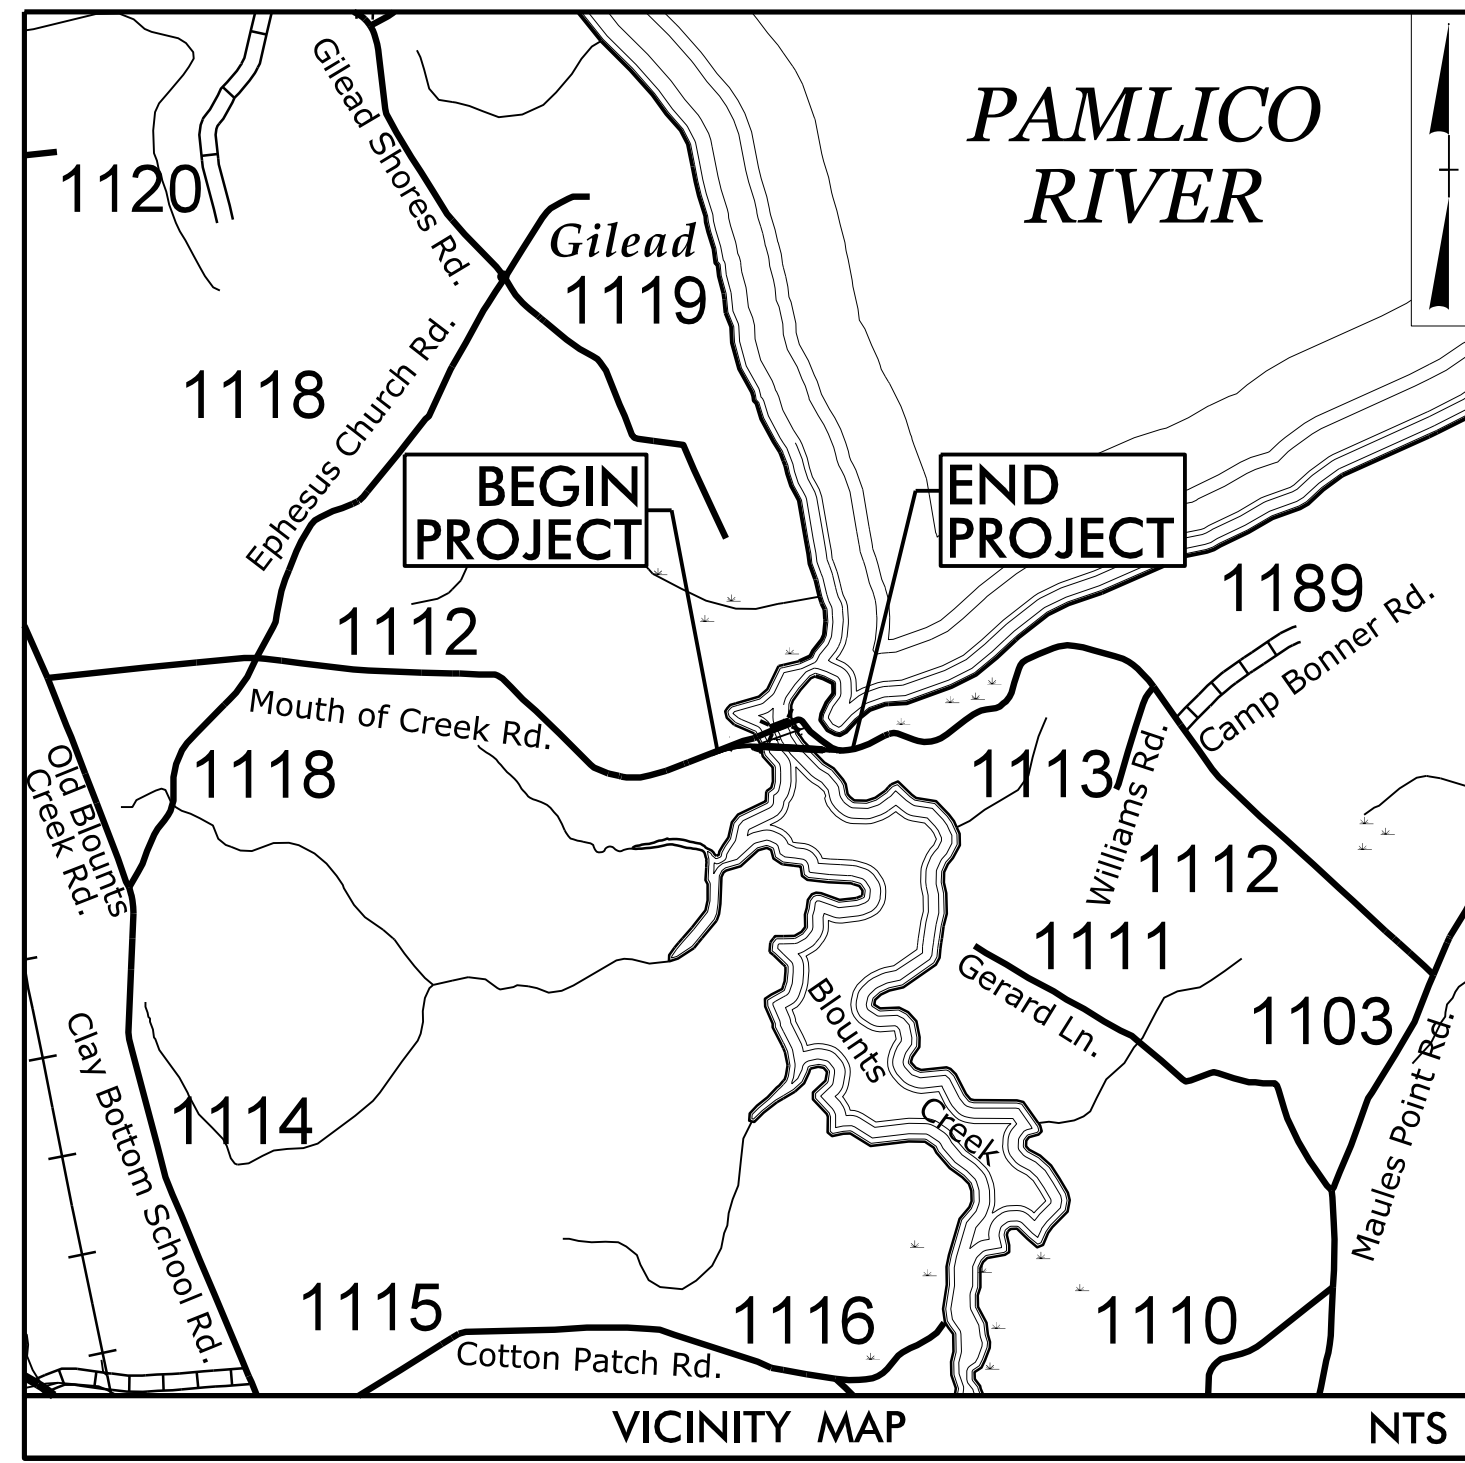 PAMLICO
RIVER
Gilead Shores Rd.
1120
Gilead
1119
1118
Ephesus Church Rd.
BEGIN
PROJECT
END
PROJECT
1189
Camp Bonner Rd.
1112
Mouth of Creek Rd.
1118
Old Blounts
Creek Rd.
1113
Williams Rd.
1112
1111
Gerard Ln.
1103
Maules Point Rd.
Blounts
Creek
Clay Bottom School Rd.
1114
1115
1116
1110
Cotton Patch Rd.
VICINITY MAP
NTS